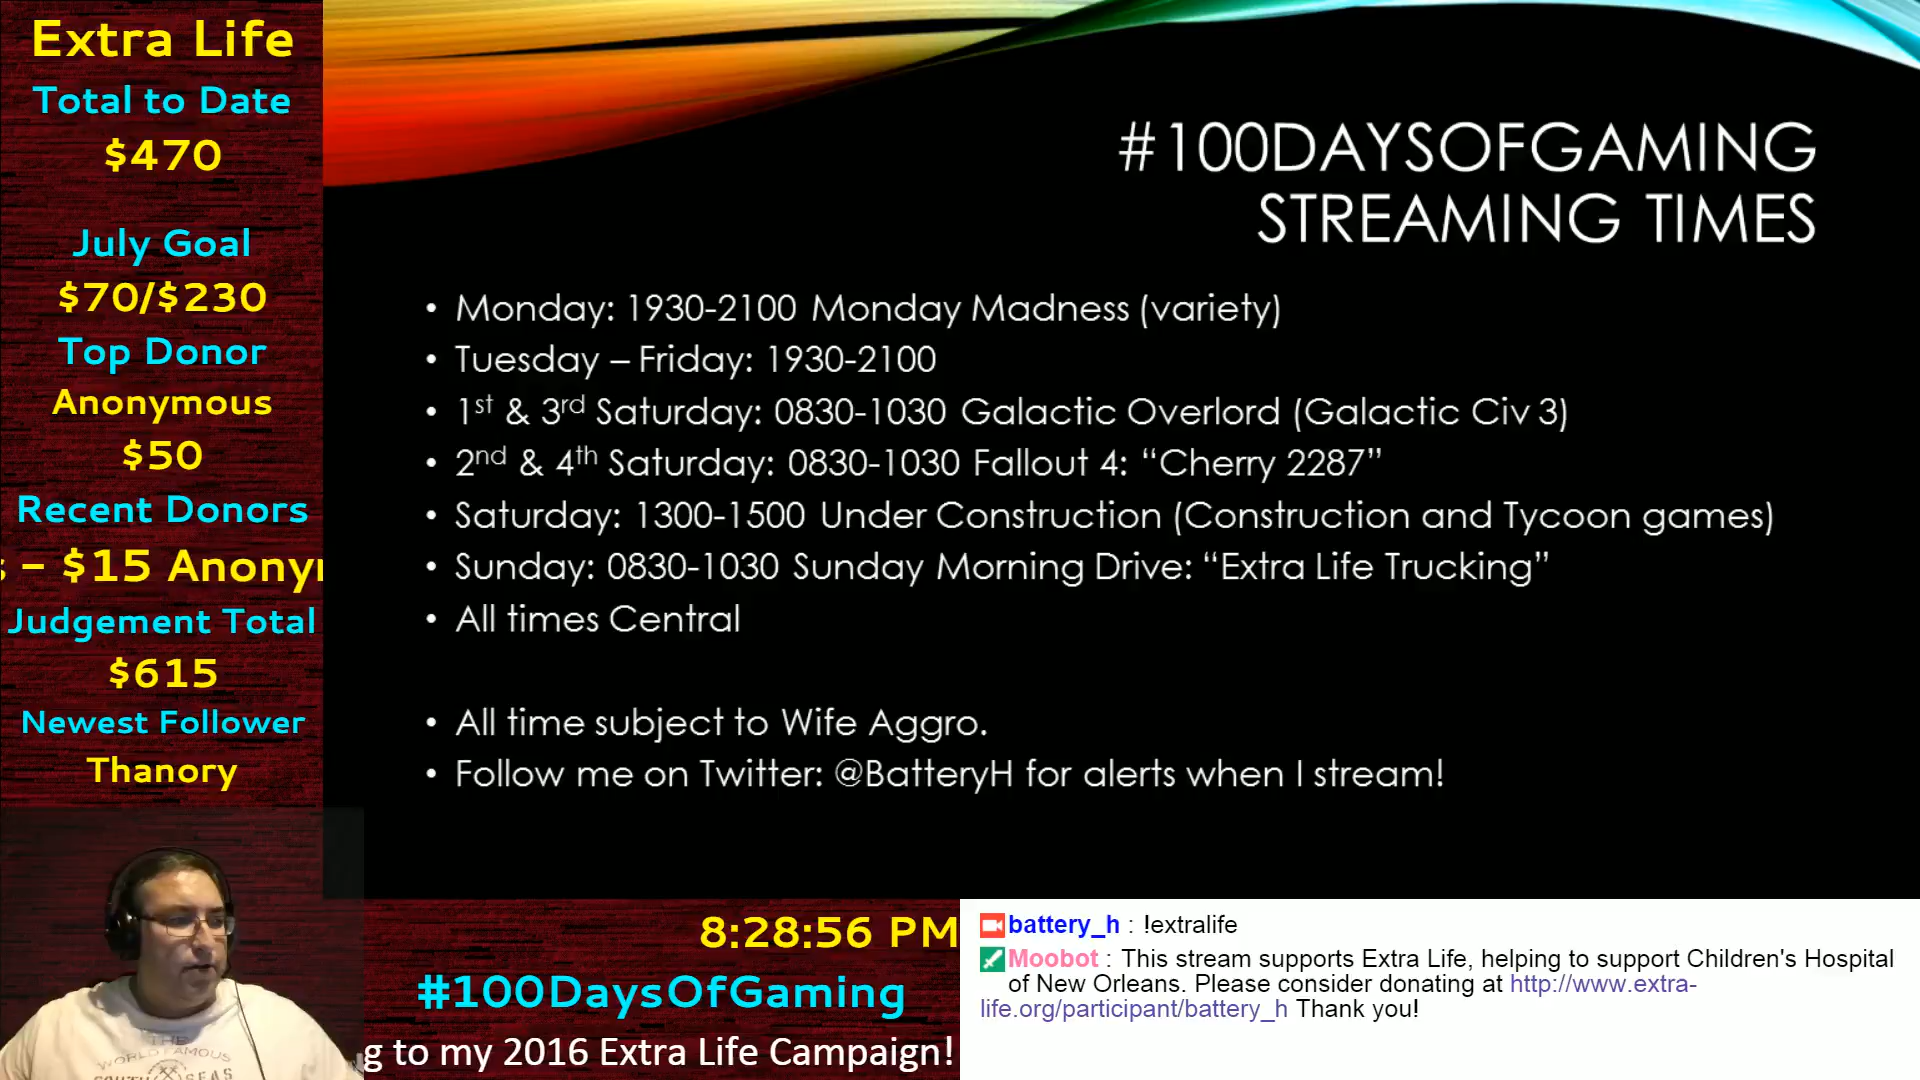 Extra Life
Total to Date
$470
July Goal
$70/$230
Top Donor
Anonymous
$50
Recent Donors
- $15
Judgement Total
$615
Newest Follower
Thanory
#100DAYSOFGAMING
STREAMING TIMES
• Monday: 1930-2100 Monday Madness (variety)
• Tuesday – Friday: 1930-2100
• 1st & 3rd Saturday: 0830-1030 Galactic Overlord (Galactic Civ 3)
• 2nd & 4th Saturday: 0830-1030 Fallout 4: “Cherry 2287”
• Saturday: 1300-1500 Under Construction (Construction and Tycoon games)
• Sunday: 0830-1030 Sunday Morning Drive: “Extra Life Trucking”
• All times Central
• All time subject to Wife Aggro.
• Follow me on Twitter: @BatteryH for alerts when I stream!
THE
WORLD FAMOUS
SOUTH SEAS
8:28:56 PM
#100DaysOfGaming
g to my 2016 Extra Life Campaign!
battery_h : !extralife
Moobot : This stream supports Extra Life, helping to support Children's Hospital
of New Orleans. Please consider donating at http://www.extra-
life.org/participant/battery_h Thank you!